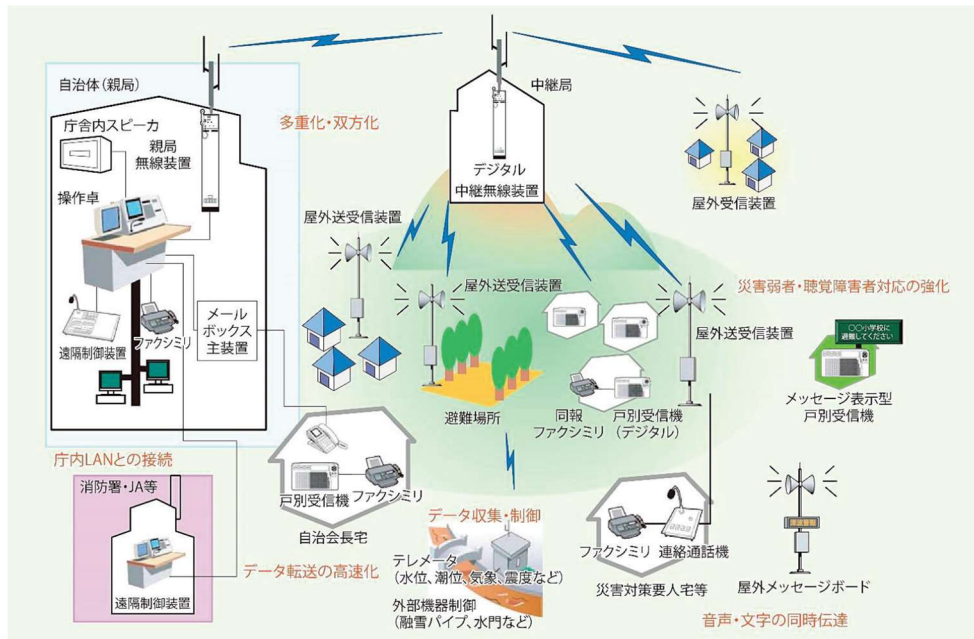 自治体(親局)
庁舎内スピーカ
親局
無線装置
操作卓
遠隔制御装置
ファクシミリ
メール
ボックス
主装置
多重化・双方化
中継局
デジタル
中継無線装置
屋外受信装置
屋外送受信装置
屋外送受信装置
屋外送受信装置
避難場所
同報
ファクシミリ
戸別受信機
(デジタル)
災害弱者・聴覚障害者対応の強化
〇〇小学校に
避難してください
メッセージ表示型
戸別受信機
庁内LANとの接続
消防署・JA等
遠隔制御装置
戸別受信機
ファクシミリ
自治会長宅
データ転送の高速化
データ収集・制御
テレメータ
(水位、潮位、気象、震度など)
外部機器制御
(融雪パイプ、水門など)
ファクシミリ
連絡通話機
災害対策要人宅等
屋外メッセージボード
音声・文字の同時伝達